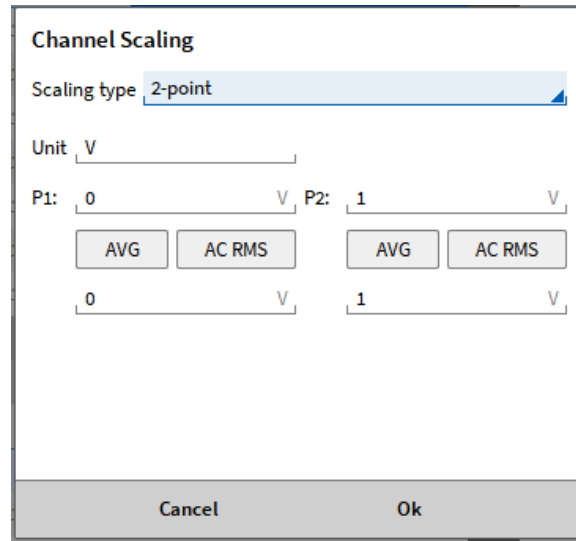 Channel Scaling
Scaling type 2-point
Unit V
P1: 0 V P2: 1 V
AVG AC RMS AVG AC RMS
0 V 1 V
Cancel Ok